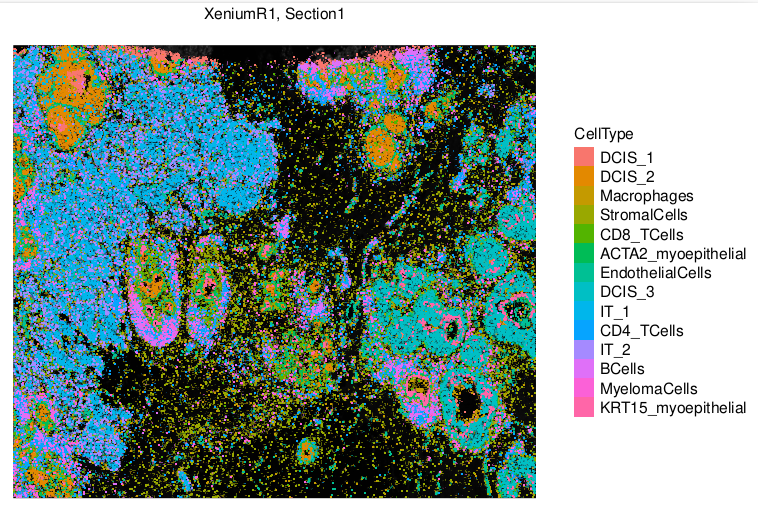 XeniumR1, Section1
CellType
DCIS_1
DCIS_2
Macrophages
StromalCells
CD8_TCells
ACTA2_myoepithelial
EndothelialCells
DCIS_3
IT_1
CD4_TCells
IT_2
BCells
MyelomaCells
KRT15_myoepithelial